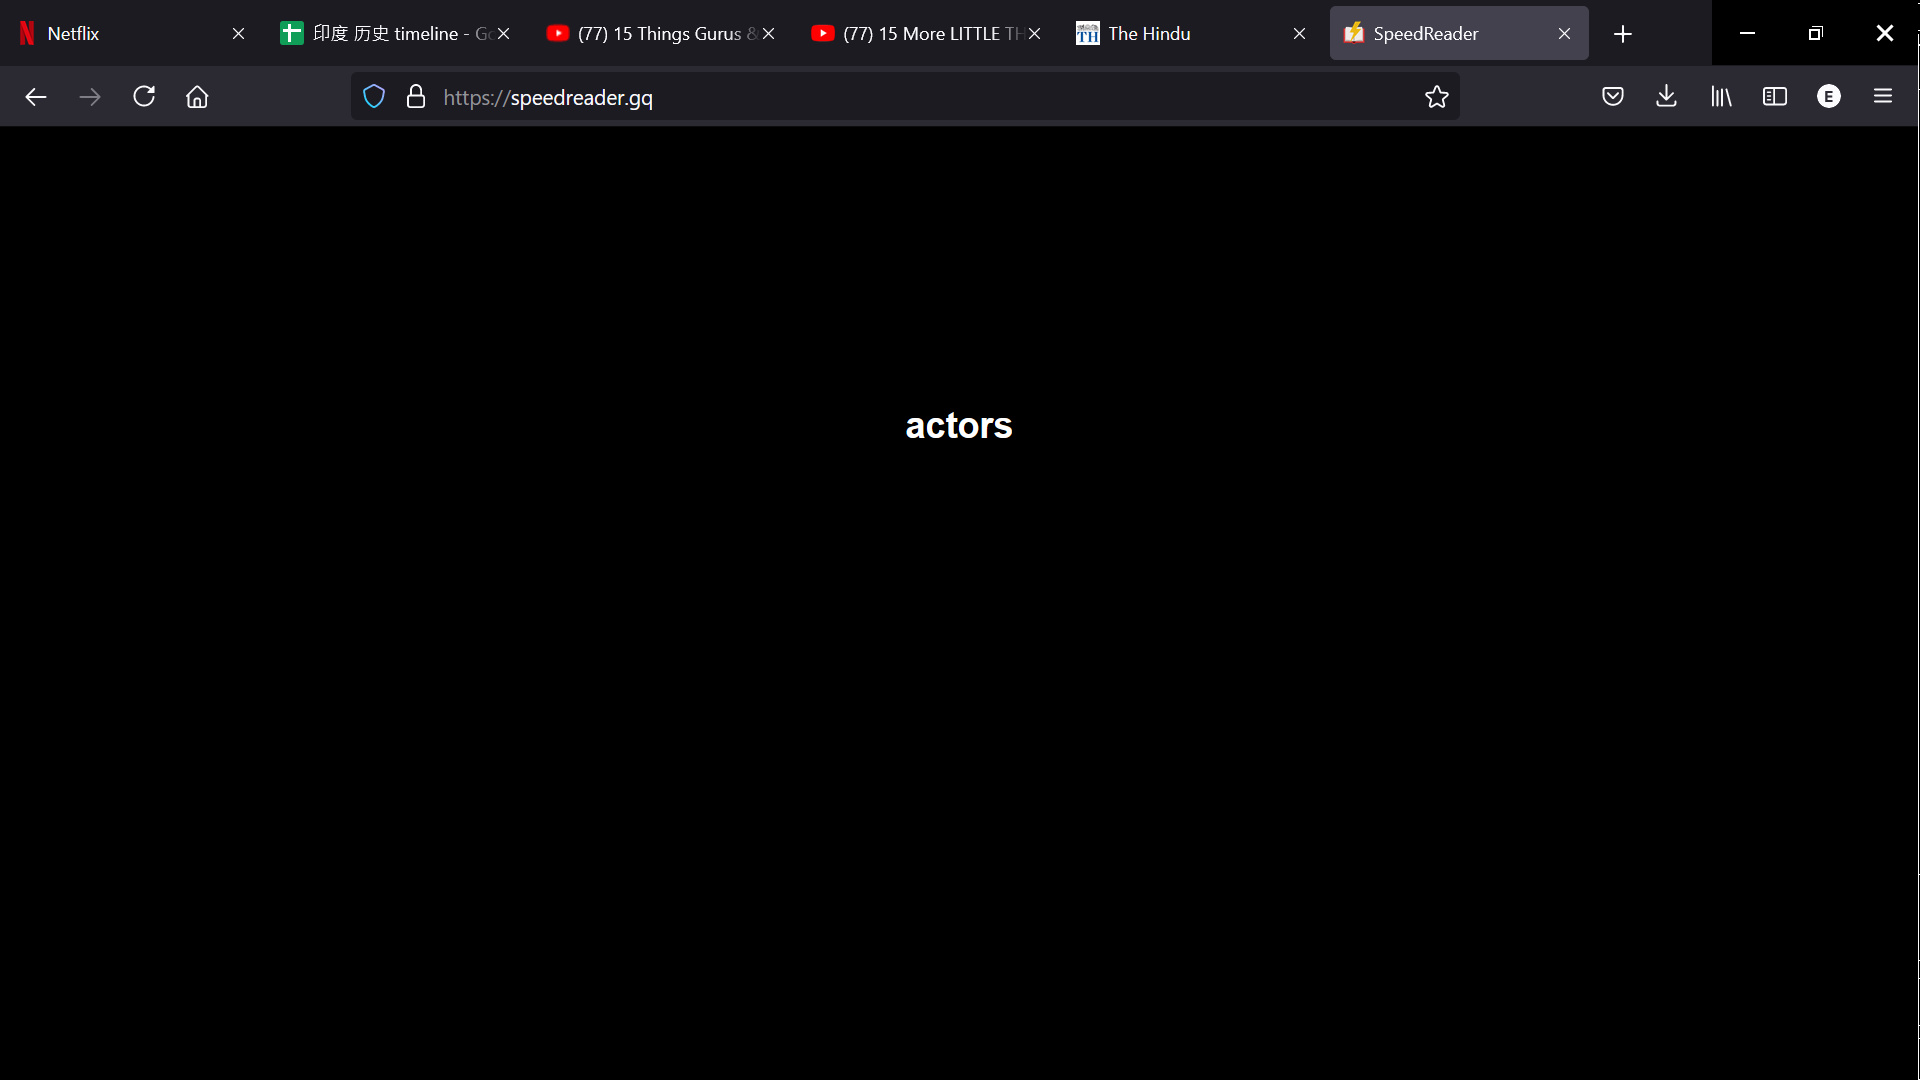 Netflix
印度 历史 timeline - Go
(77) 15 Things Gurus &
(77) 15 More LITTLE TH
TH
The Hindu
SpeedReader
https://speedreader.gq
E
actors